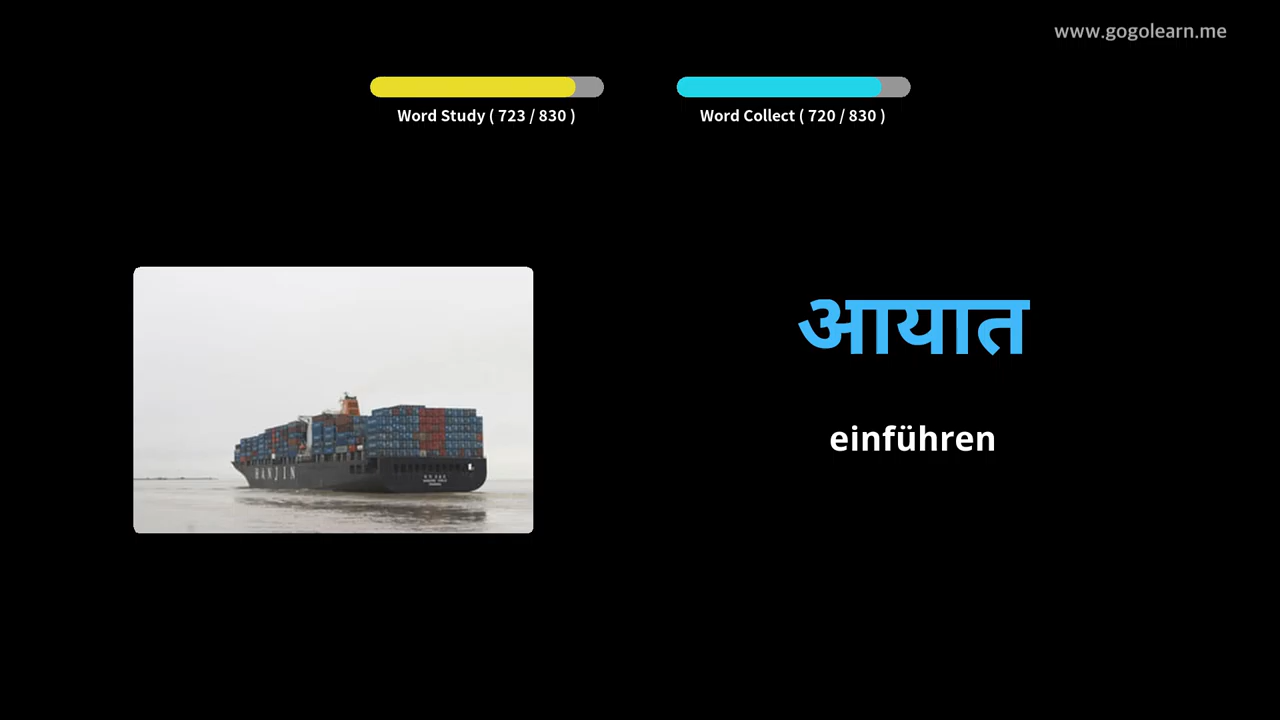 www.gogolearn.me
Word Study ( 723 / 830 )
Word Collect ( 720 / 830 )
आयात
einführen
HANJIN